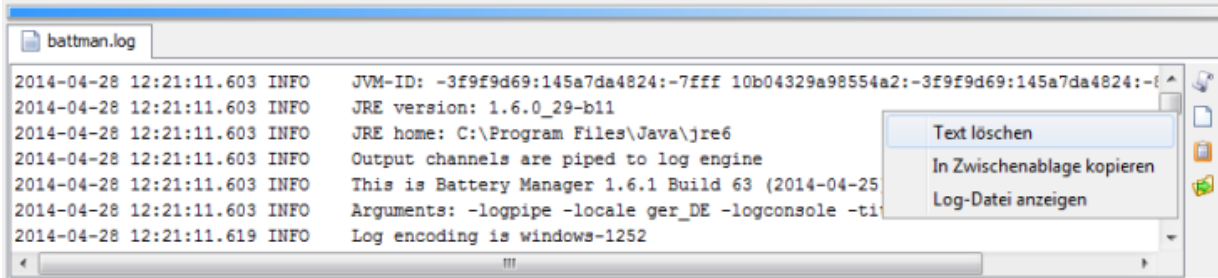 battman.log
2014-04-28 12:21:11.603 INFO JVM-ID: -3f9f9d69:145a7da4824:-7fff 10b04329a98554a2:-3f9f9d69:145a7da4824:-8
2014-04-28 12:21:11.603 INFO JRE version: 1.6.0_29-b11
2014-04-28 12:21:11.603 INFO JRE home: C:\Program Files\Java\jre6
Text löschen
2014-04-28 12:21:11.603 INFO Output channels are piped to log engine
In Zwischenablage kopieren
2014-04-28 12:21:11.603 INFO This is Battery Manager 1.6.1 Build 63 (2014-04-25
Log-Datei anzeigen
2014-04-28 12:21:11.603 INFO Arguments: -logpipe -locale ger_DE -logconsole -tit
2014-04-28 12:21:11.619 INFO Log encoding is windows-1252